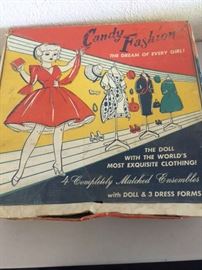 Candy Fashion
THE DREAM OF EVERY GIRL!
THE DOLL
WITH THE WORLD'S
MOST EXQUISITE CLOTHING!
4 Completely Matched Ensembles
with DOLL & 3 DRESS FORMS